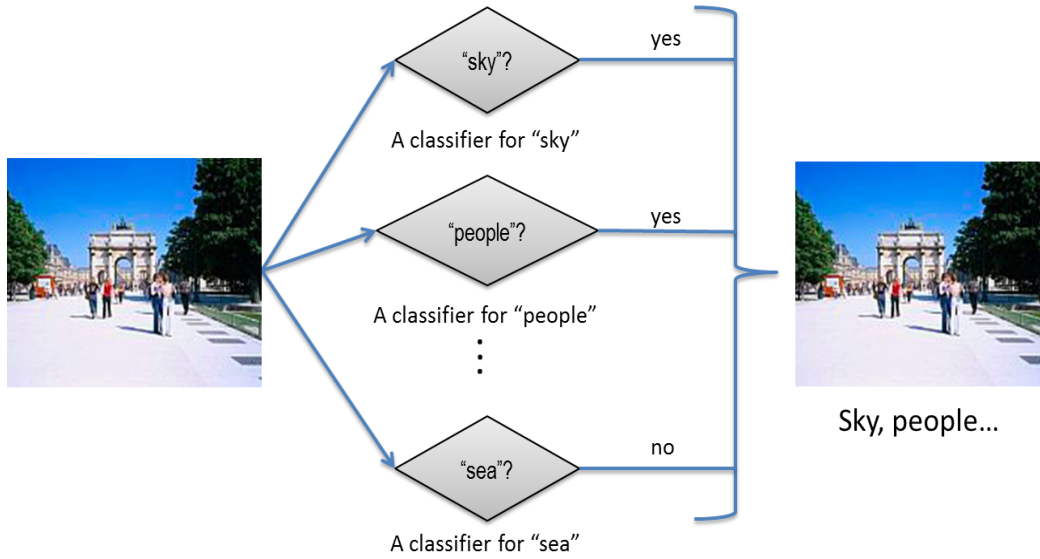 “sky”?
yes
A classifier for “sky”
“people”?
yes
A classifier for “people”
“sea”?
no
A classifier for “sea”
Sky, people...